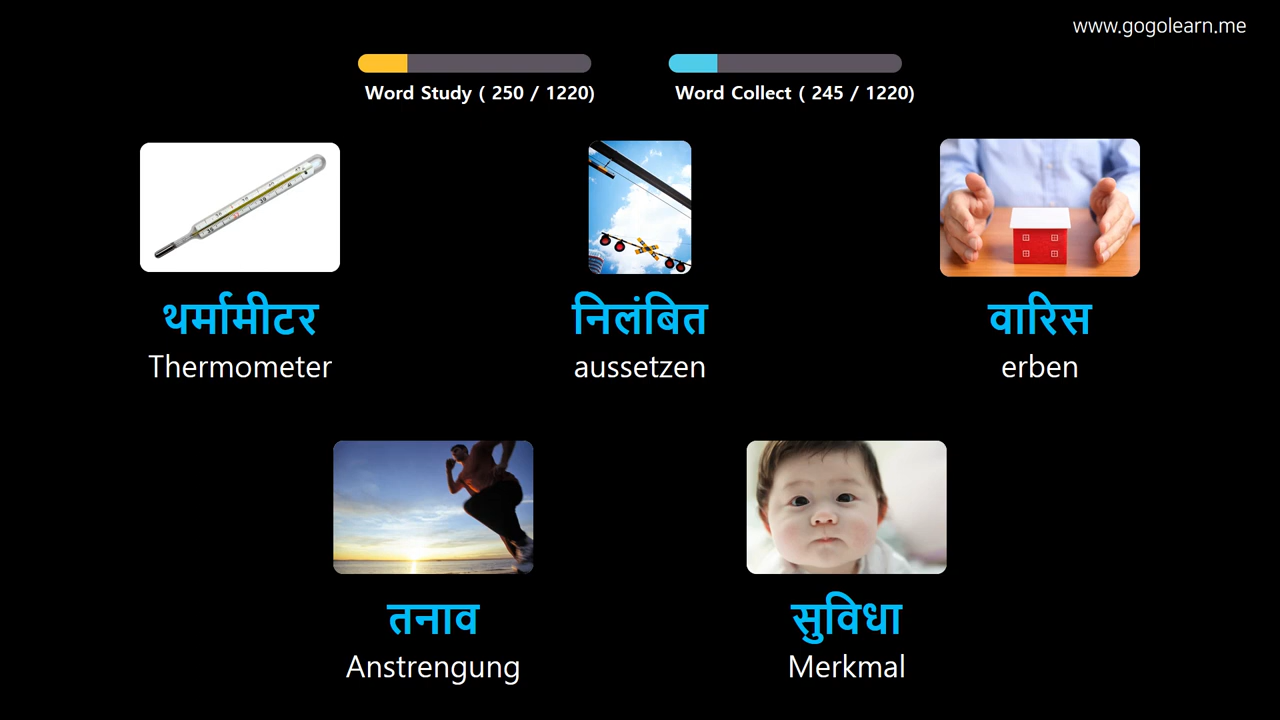 www.gogolearn.me
Word Study ( 250 / 1220)
Word Collect ( 245 / 1220)
थर्मामीटर
Thermometer
निलंबित
aussetzen
वारिस
erben
तनाव
Anstrengung
सुविधा
Merkmal